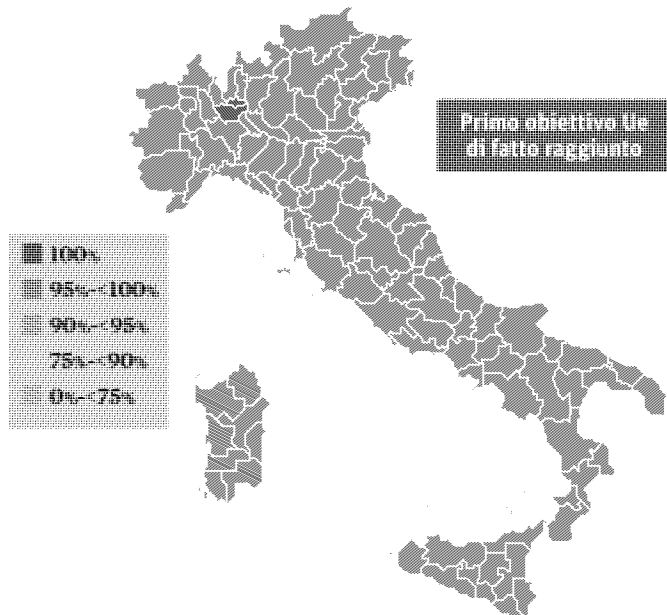 Primo obiettivo Ue
di fatto raggiunto
100%
95%-<100%
90%-<95%
75%-<90%
0%-<75%